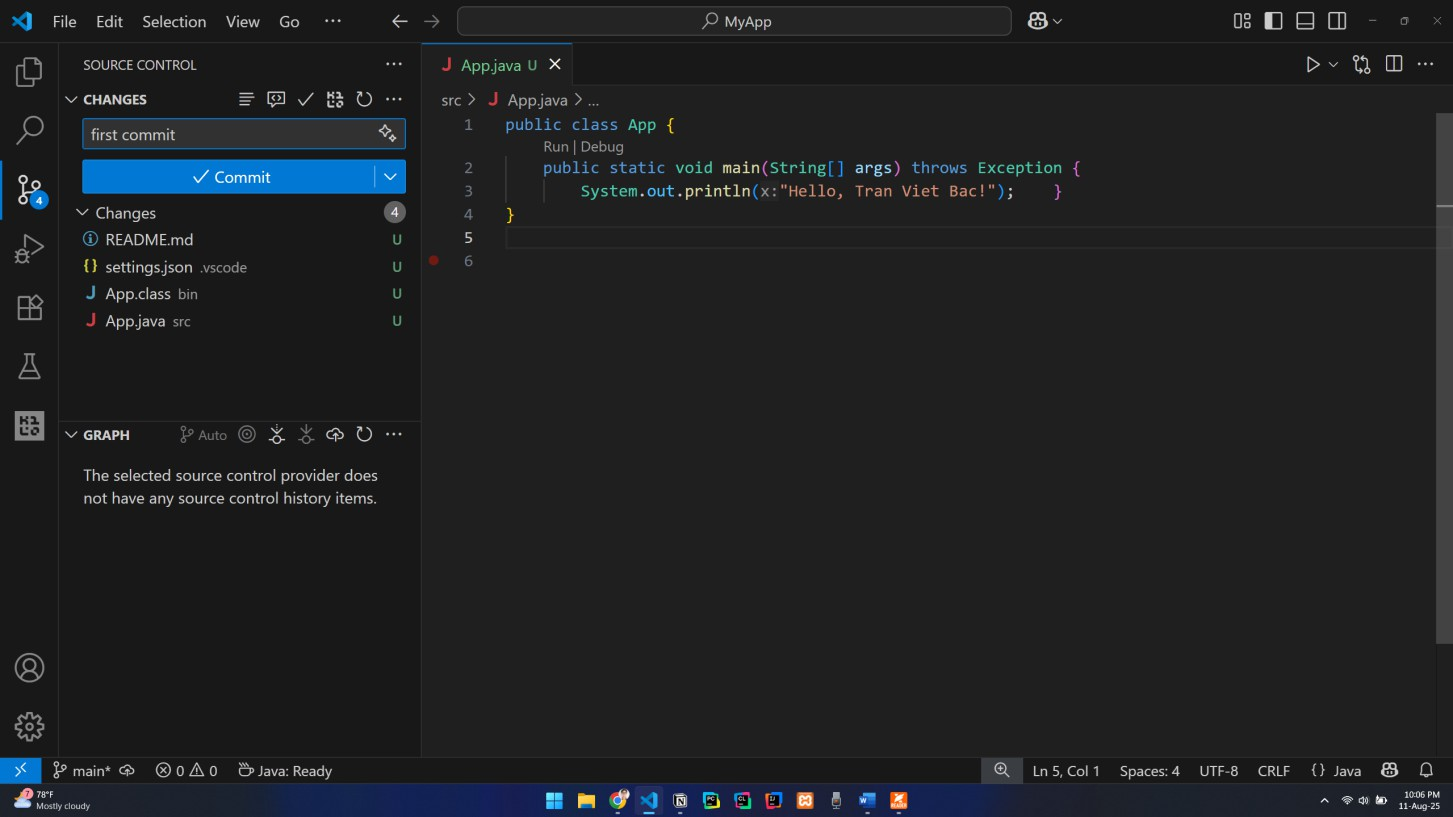 File Edit Selection View Go ··· MyApp
SOURCE CONTROL
CHANGES
first commit
Commit
Changes 4
README.md U
settings.json .vscode U
App.class bin U
App.java src U
4
GRAPH Auto
The selected source control provider does
not have any source control history items.
App.java U
src > App.java > ...
1 public class App {
Run | Debug
2 public static void main(String[] args) throws Exception {
3 System.out.println(x:"Hello, Tran Viet Bac!"); }
4 }
5
6
main* 0 0 Java: Ready Ln 5, Col 1 Spaces: 4 UTF-8 CRLF {} Java
78°F
Mostly cloudy
10:06 PM
11-Aug-25